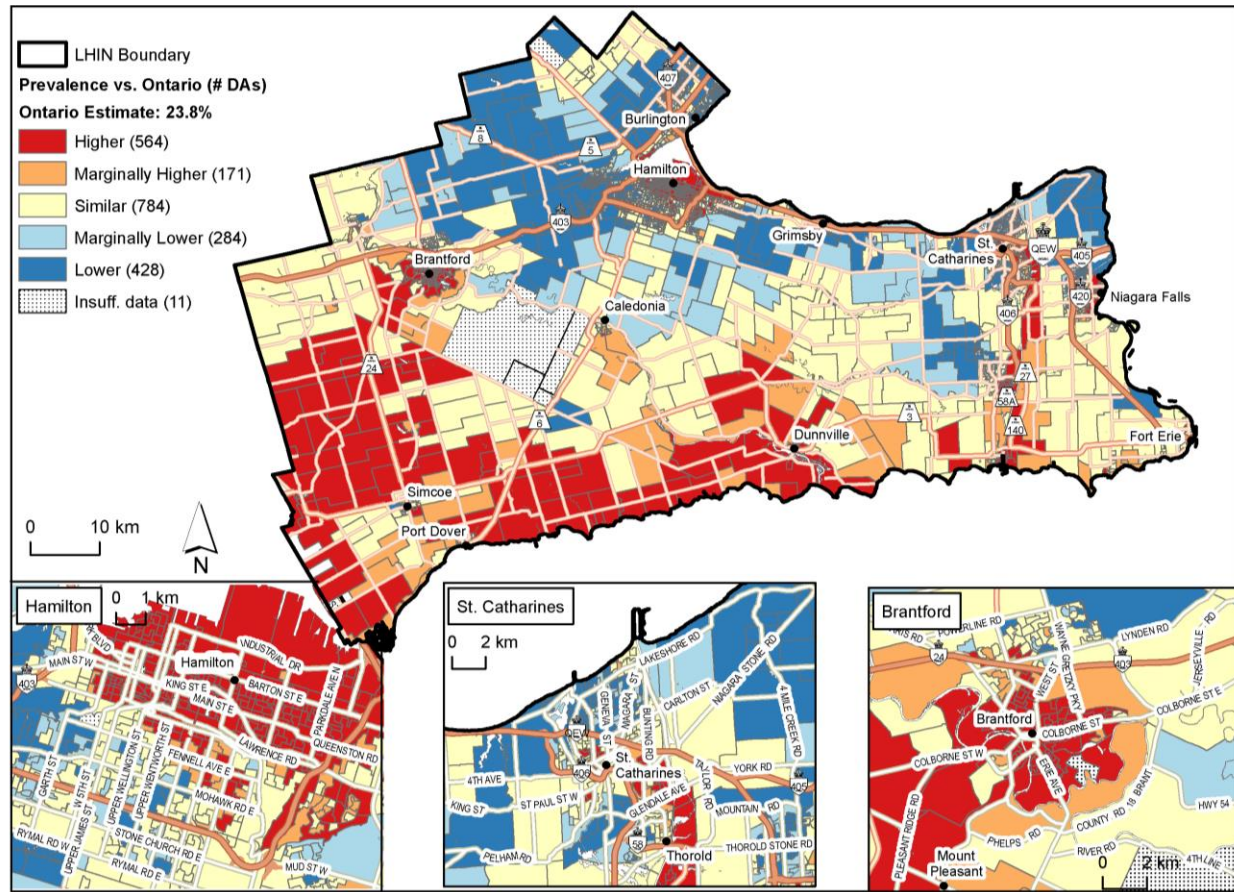 LHIN Boundary
Prevalence vs. Ontario (# DAs)
Ontario Estimate: 23.8%
Higher (564)
Marginally Higher (171)
Similar (784)
Marginally Lower (284)
Lower (428)
Insuff. data (11)
407
Burlington
8
5
Hamilton
403
Grimsby
St.
Catharines
QEW
405
Brantford
420
Niagara Falls
406
Caledonia
24
27
58A
6
3
140
Dunnville
Fort Erie
Simcoe
Port Dover
0 10 km
N
Hamilton
0 1 km
BLVD
INDUSTRIAL DR
MAIN ST W
403
Hamilton
KING ST E
BARTON ST E
MAIN ST E
PARKDALE AVE N
LAWRENCE RD
QUEENSTON RD
GARTH ST
W 5TH ST
UPPER WELLINGTON ST
UPPER WENTWORTH ST
FENNELL AVE E
MOHAWK RD E
UPPER JAMES ST
STONE CHURCH RD E
RYMAL RD W
RYMAL RD E
MUD ST W
St. Catharines
0 2 km
LAKESHORE RD
GENEVA ST
NIAGARA ST
BUNTING RD
CARLTON ST
NIAGARA STONE RD
4 MILE CREEK RD
QEW
406
St.
Catharines
4TH AVE
YORK RD
405
KING ST
ST PAUL ST W
GLENDALE AVE
TAYLOR RD
MOUNTAIN RD
58
PELHAM RD
Thorold
THOROLD STONE RD
Brantford
POWERLINE RD
24
WEST ST
WAYNE GRETZKY PKY
LYNDEN RD
403
JERSEYVILLE RD
Brantford
COLBORNE ST
COLBORNE ST E
COLBORNE ST W
ERIE AVE
COUNTY RD 18 BRANT
HWY 54
PLEASANT RIDGE RD
PHELPS RD
RIVER RD
Mount
Pleasant
0 2 km
4TH LINE